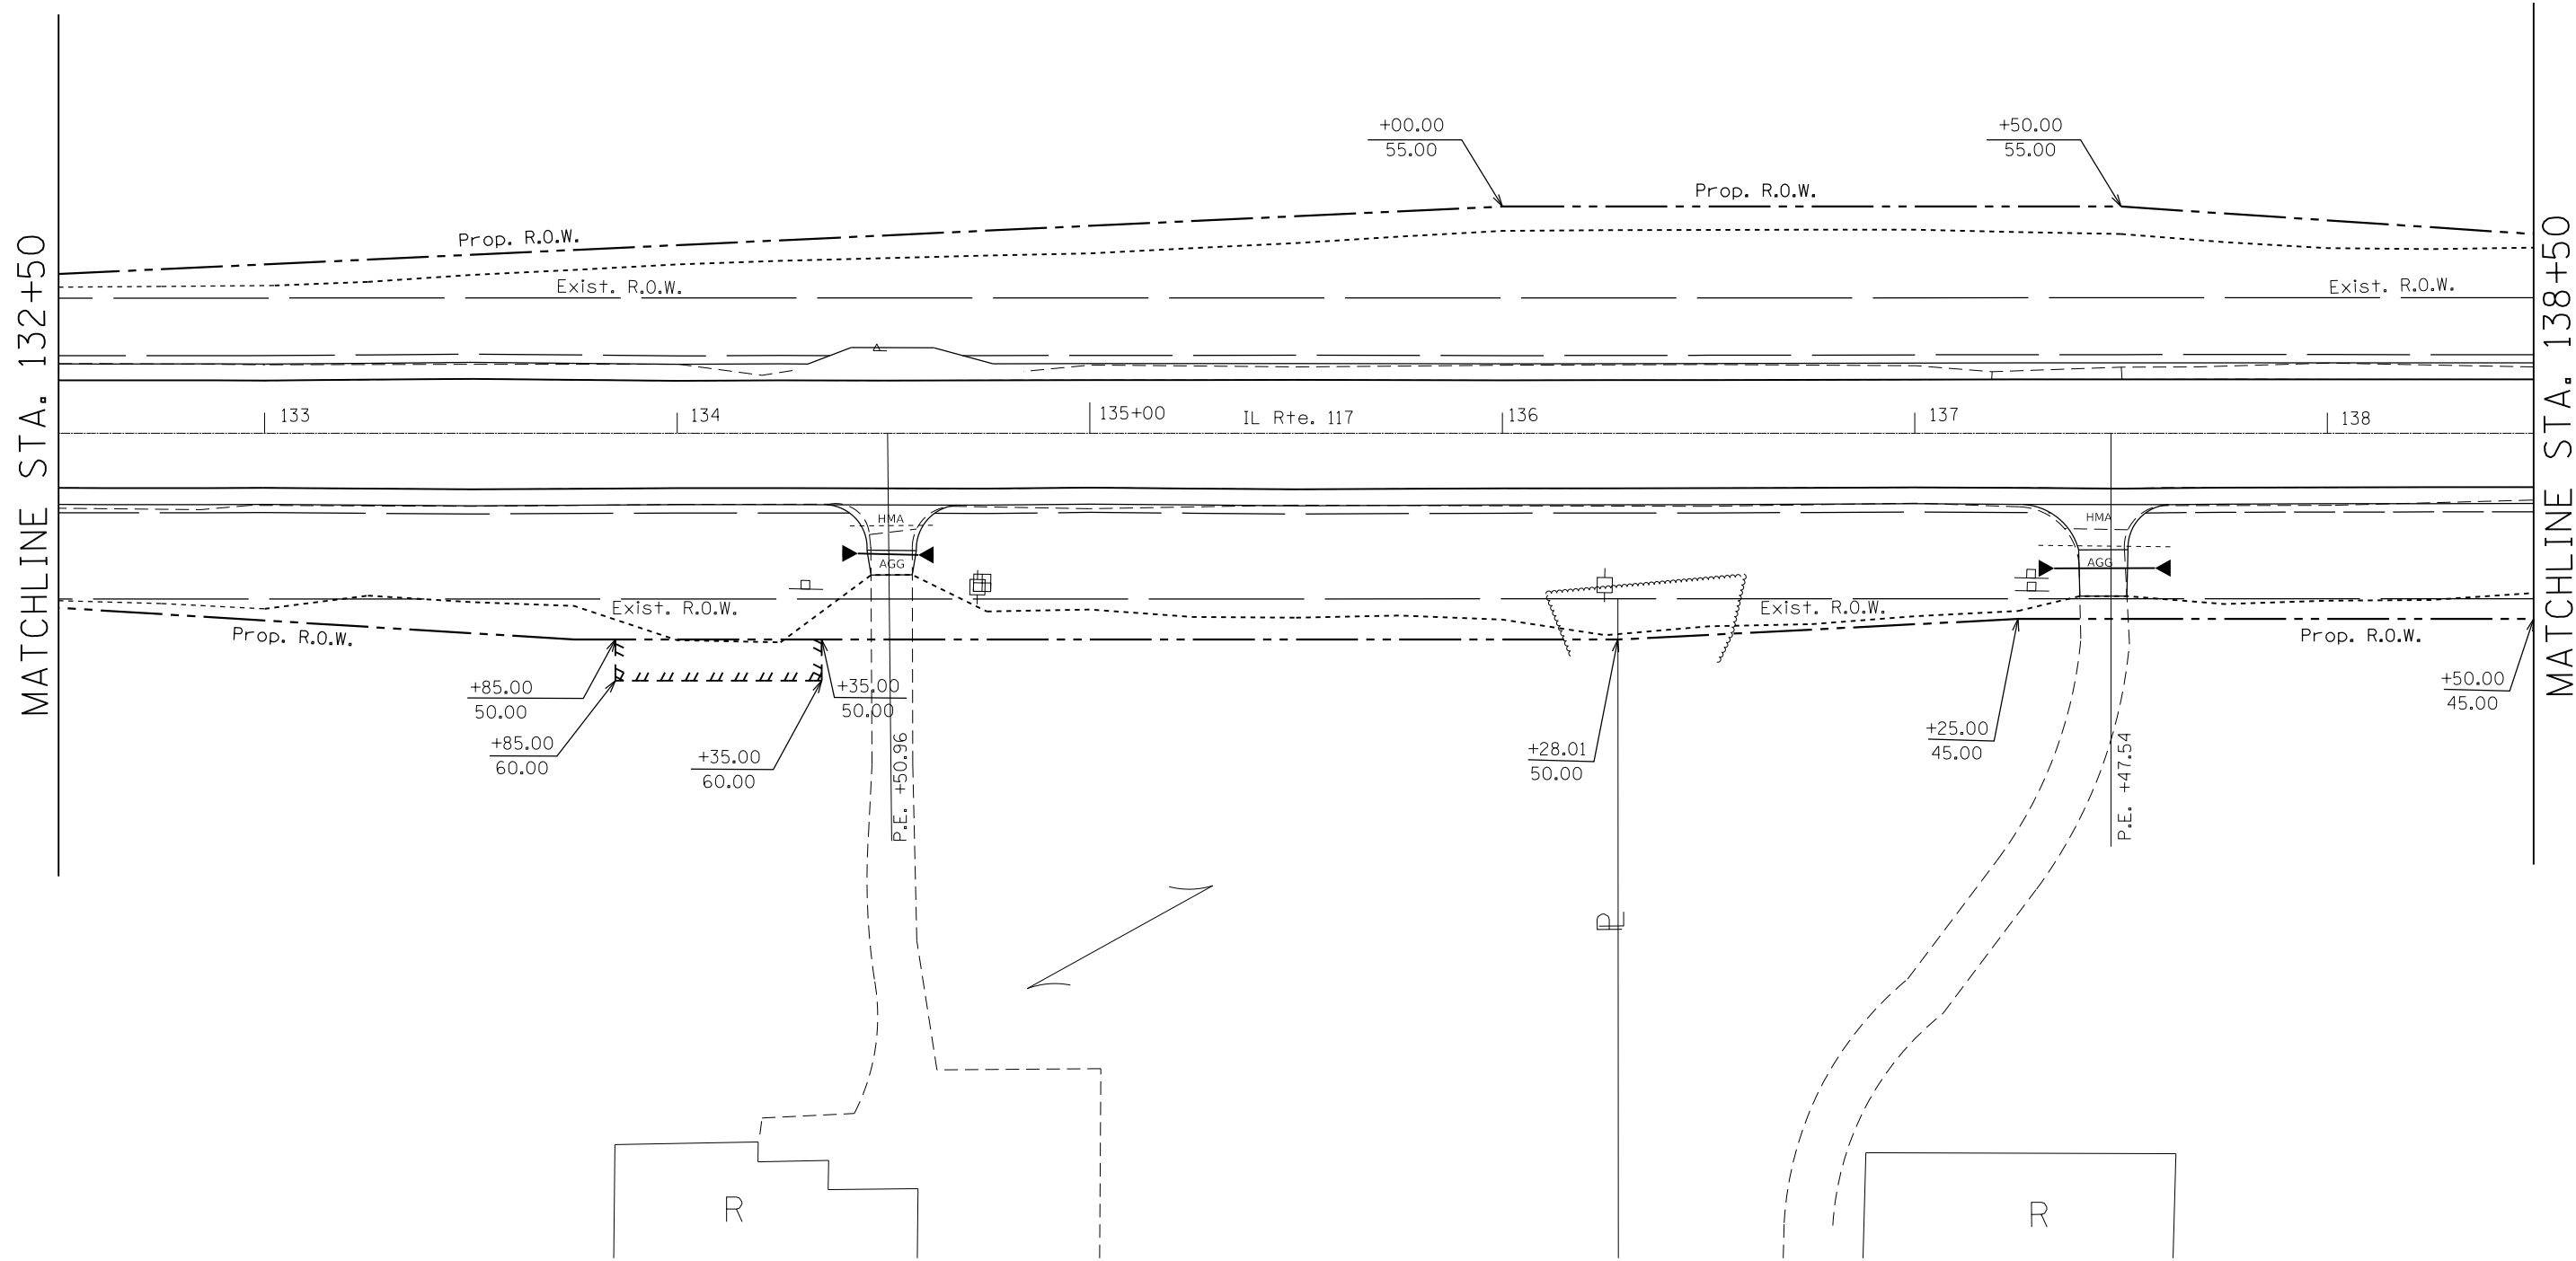 +00.00
55.00
+50.00
55.00
Prop. R.O.W.
Prop. R.O.W.
Exist. R.O.W.
Exist. R.O.W.
MATCHLINE STA. 132+50
MATCHLINE STA. 138+50
133
134
135+00
IL Rte. 117
136
137
138
HMA
HMA
AGG
AGG
Exist. R.O.W.
Exist. R.O.W.
Prop. R.O.W.
Prop. R.O.W.
+85.00
50.00
+35.00
50.00
+50.00
45.00
+85.00
60.00
+35.00
60.00
+28.01
50.00
+25.00
45.00
P.E. +50.96
P.E. +47.54
PL
R
R